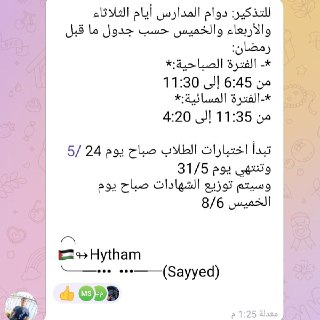 للتذكير: دوام المدارس أيام الثلاثاء
والأربعاء والخميس حسب جدول ما قبل
رمضان:
*- الفترة الصباحية:*
من 6:45 إلى 11:30
*-الفترة المسائية:*
من 11:35 إلى 4:20
تبدأ اختبارات الطلاب صباح يوم 24 /5
وتنتهي يوم 31/5
وسيتم توزيع الشهادات صباح يوم
الخميس 8/6
🇵🇸↬Hytham
(Sayyed)
👍 MS
معدلة 1:25 م